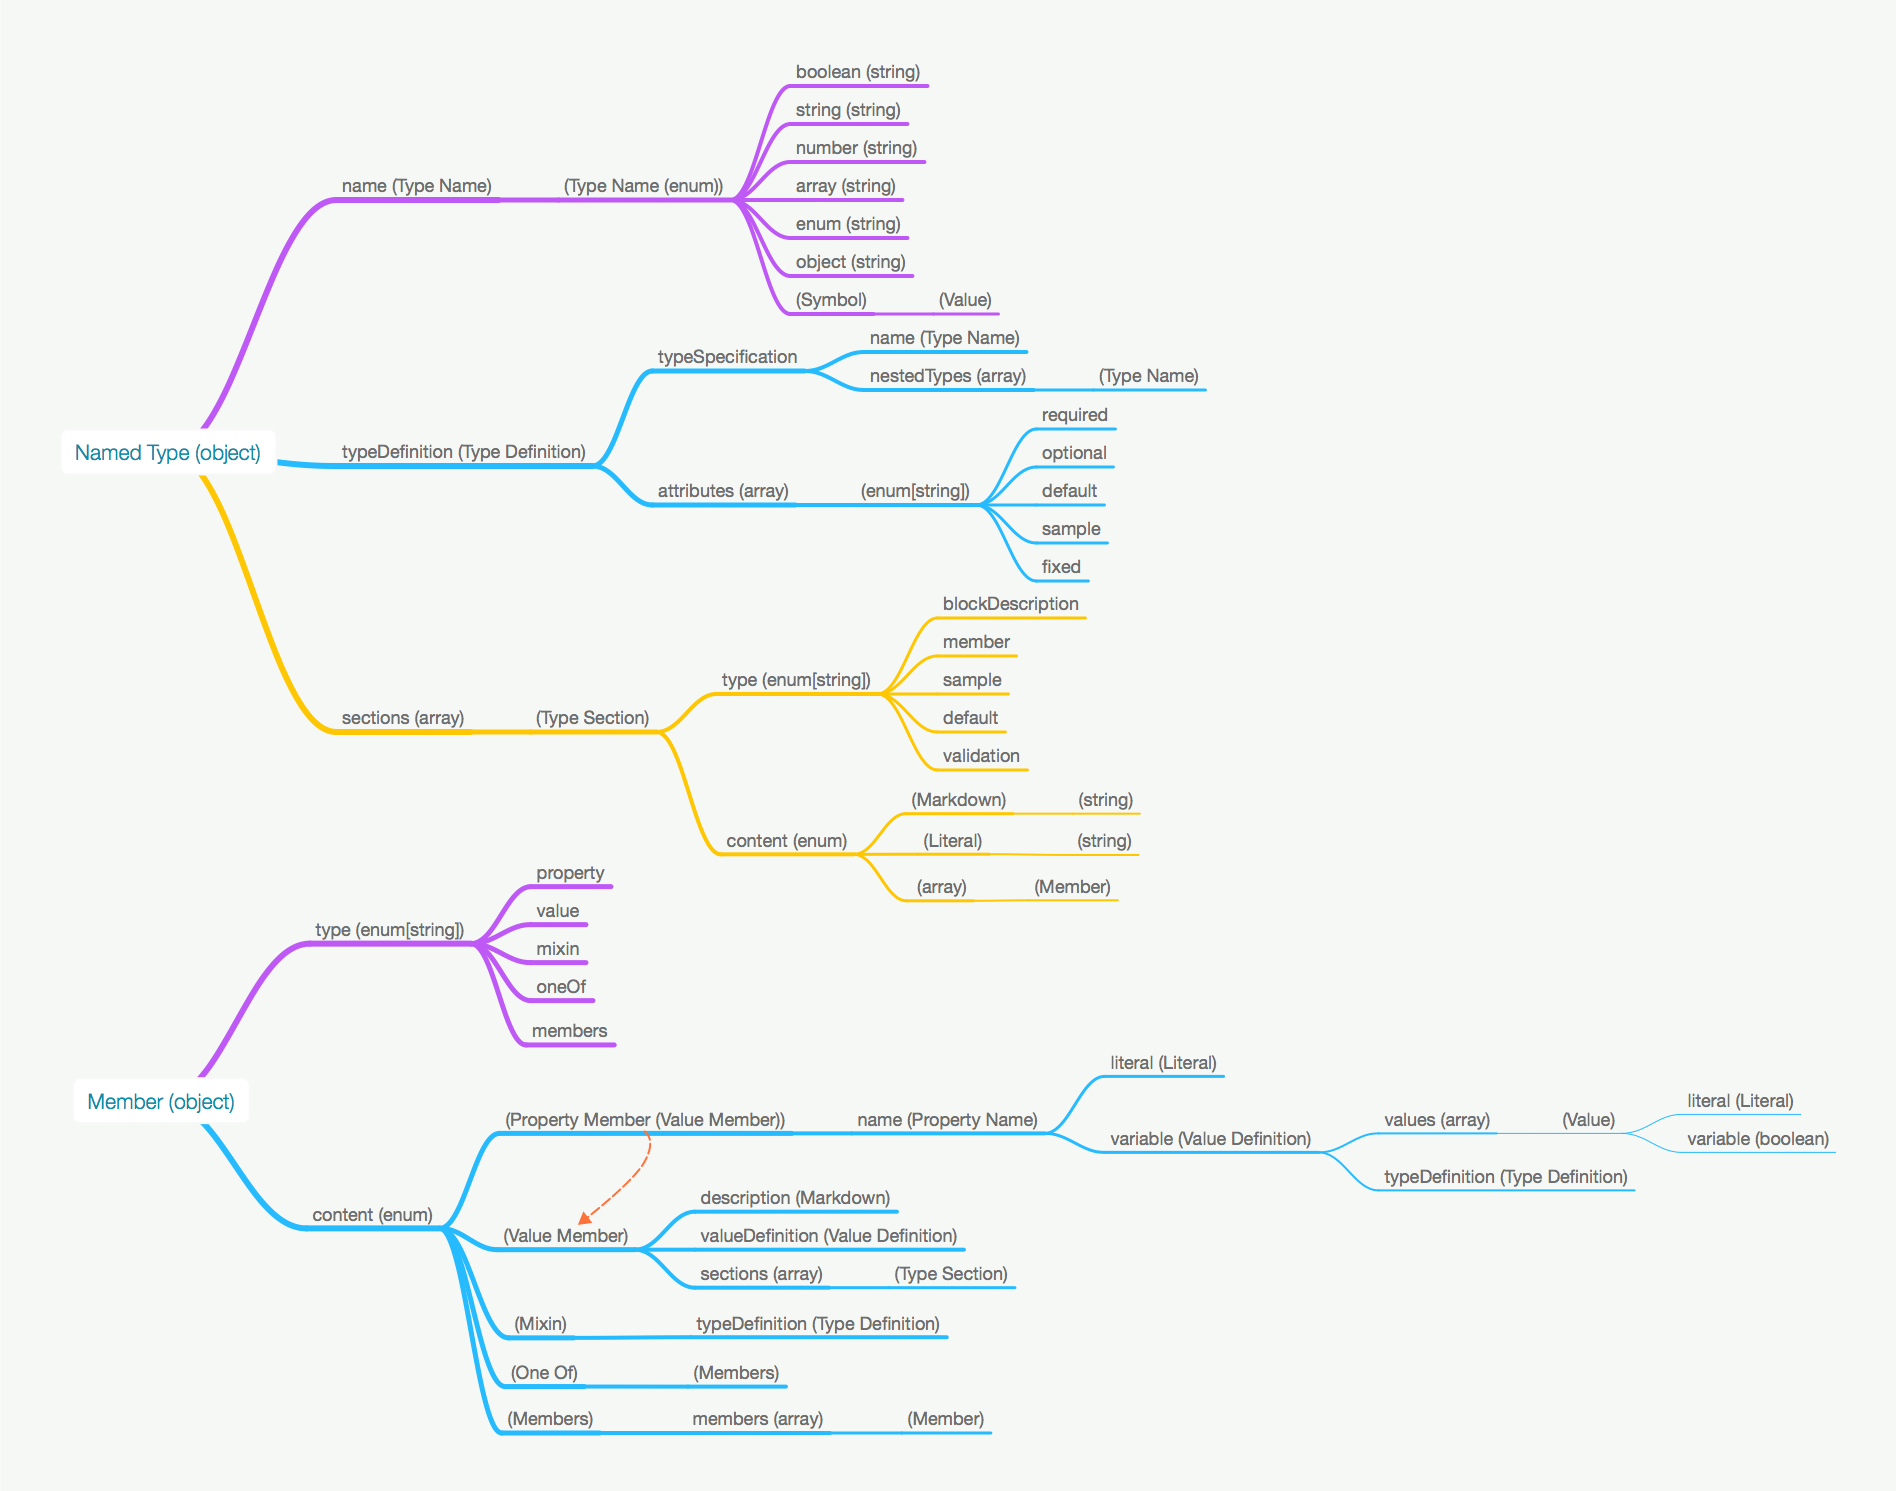 Named Type (object)
name (Type Name)
(Type Name (enum))
boolean (string)
string (string)
number (string)
array (string)
enum (string)
object (string)
(Symbol)
(Value)
typeDefinition (Type Definition)
typeSpecification
name (Type Name)
nestedTypes (array)
(Type Name)
attributes (array)
(enum[string])
required
optional
default
sample
fixed
sections (array)
(Type Section)
type (enum[string])
blockDescription
member
sample
default
validation
content (enum)
(Markdown)
(string)
(Literal)
(string)
(array)
(Member)
Member (object)
type (enum[string])
property
value
mixin
oneOf
members
content (enum)
(Property Member (Value Member))
name (Property Name)
literal (Literal)
variable (Value Definition)
values (array)
(Value)
literal (Literal)
variable (boolean)
typeDefinition (Type Definition)
(Value Member)
description (Markdown)
valueDefinition (Value Definition)
sections (array)
(Type Section)
(Mixin)
typeDefinition (Type Definition)
(One Of)
(Members)
(Members)
members (array)
(Member)